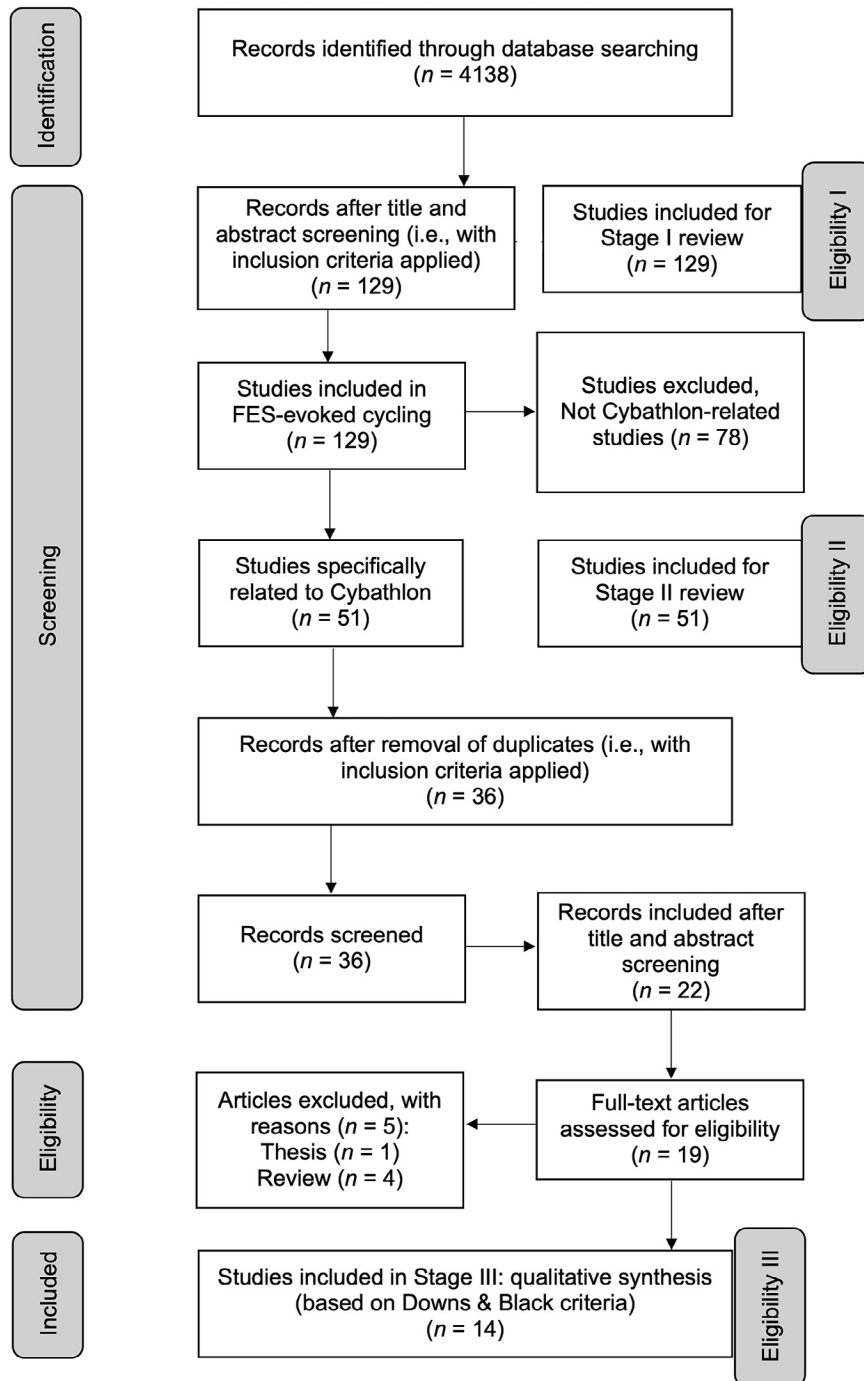 Identification
Records identified through database searching
(n = 4138)
Eligibility I
Screening
Records after title and
abstract screening (i.e., with
inclusion criteria applied)
(n = 129)
Studies included for
Stage I review
(n = 129)
Studies included in
FES-evoked cycling
(n = 129)
Studies excluded,
Not Cybathlon-related
studies (n = 78)
Studies specifically
related to Cybathlon
(n = 51)
Studies included for
Stage II review
(n = 51)
Eligibility II
Records after removal of duplicates (i.e., with
inclusion criteria applied)
(n = 36)
Records screened
(n = 36)
Records included after
title and abstract
screening
(n = 22)
Eligibility
Articles excluded, with
reasons (n = 5):
Thesis (n = 1)
Review (n = 4)
Full-text articles
assessed for eligibility
(n = 19)
Included
Studies included in Stage III: qualitative synthesis
(based on Downs & Black criteria)
(n = 14)
Eligibility III